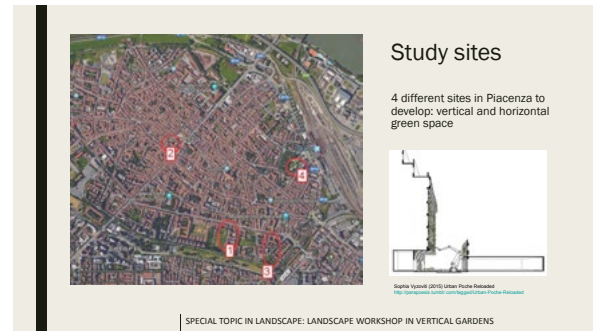 Study sites
4 different sites in Piacenza to
develop: vertical and horizontal
green space
2
4
1
3
Sophia Vyzoviti (2015) Urban Poche Reloaded
SPECIAL TOPIC IN LANDSCAPE: LANDSCAPE WORKSHOP IN VERTICAL GARDENS